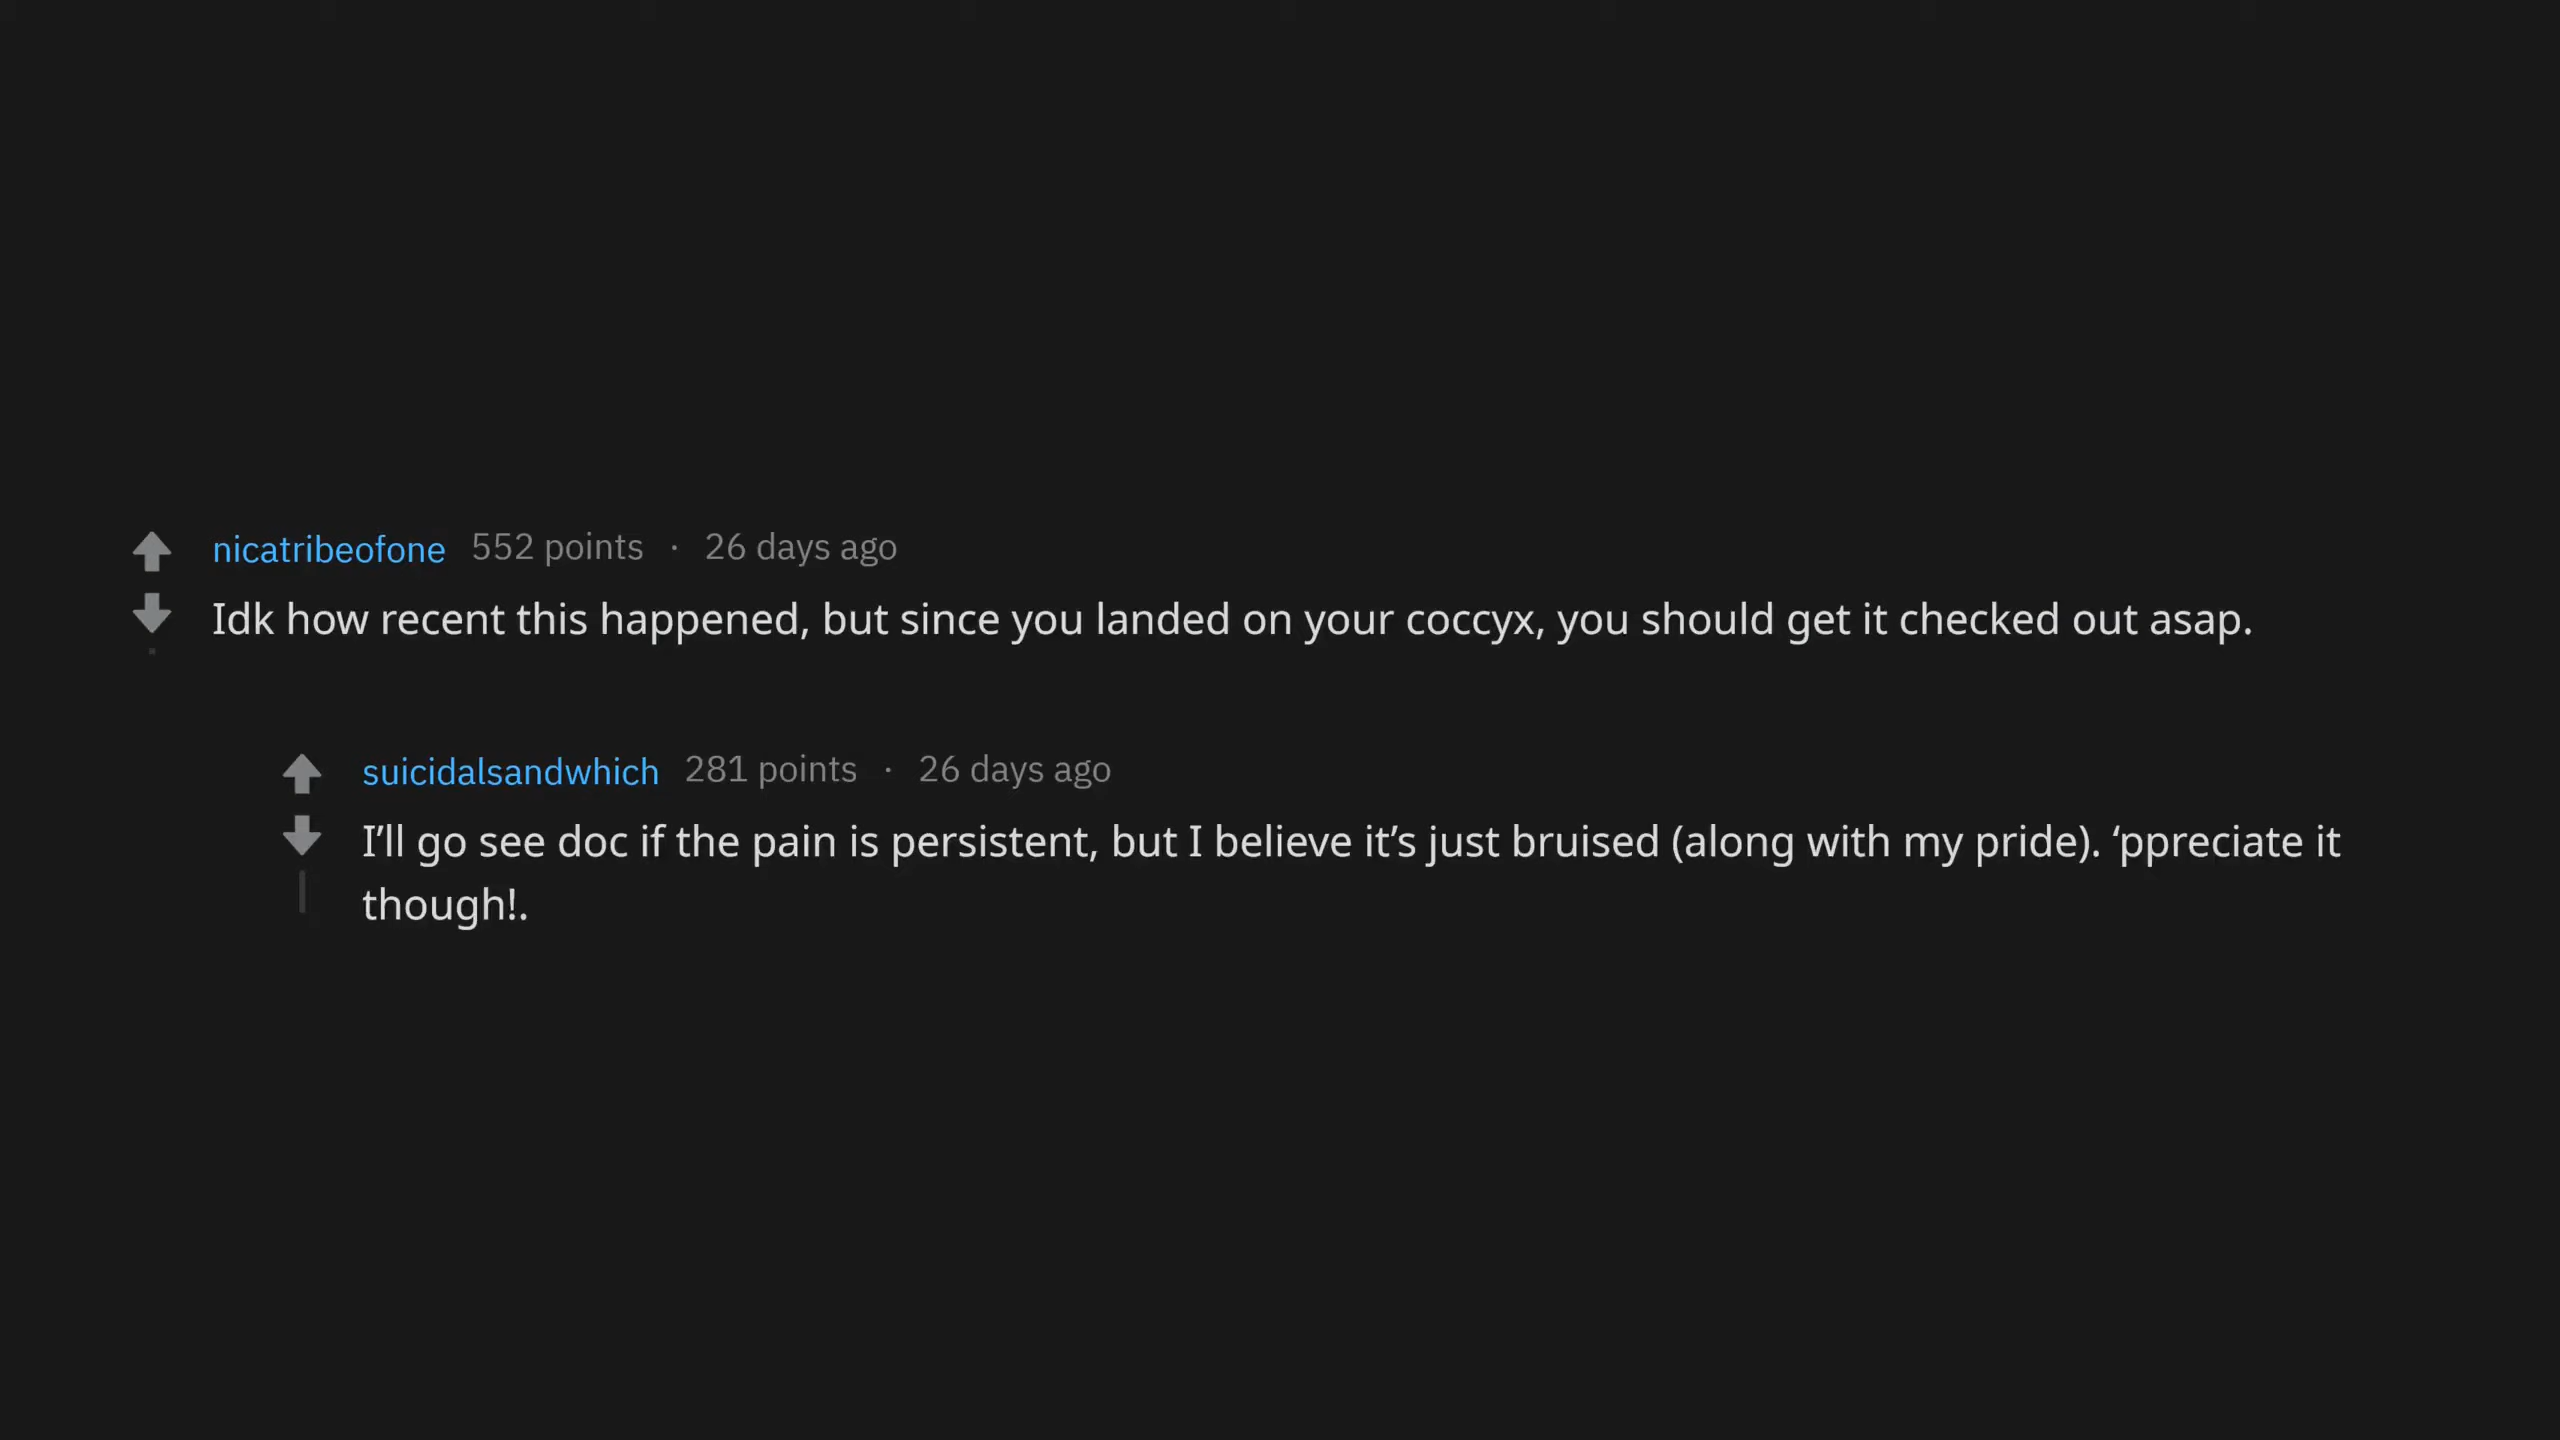 nicatribeofone 552 points · 26 days ago
Idk how recent this happened, but since you landed on your coccyx, you should get it checked out asap.
suicidalsandwhich 281 points · 26 days ago
I’ll go see doc if the pain is persistent, but I believe it’s just bruised (along with my pride). ‘ppreciate it
though!.